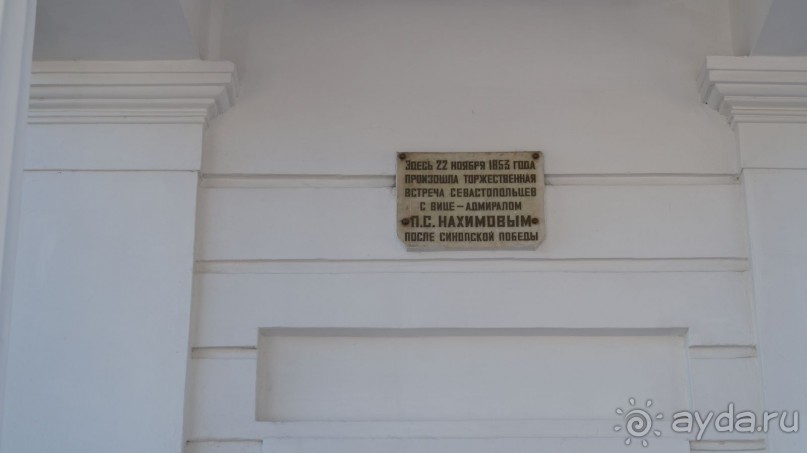 Здесь 22 ноября 1853 года
произошла торжественная
встреча севастопольцев
с вице-адмиралом
П.С. Нахимовым
после Синопской победы
ayda.ru